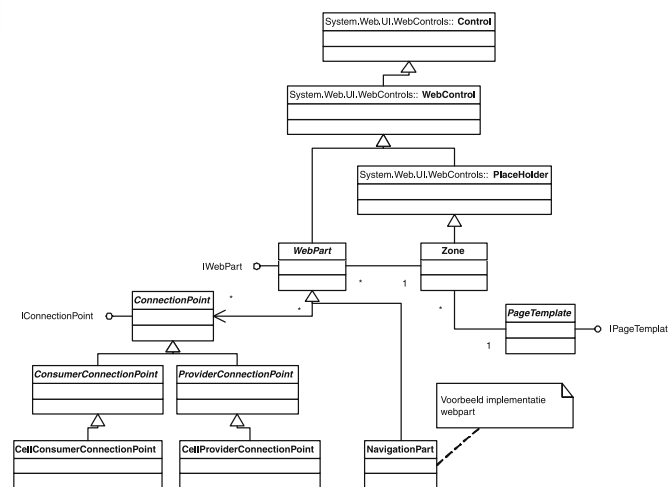 System.Web.UI.WebControls:: Control
System.Web.UI.WebControls:: WebControl
System.Web.UI.WebControls:: PlaceHolder
WebPart
Zone
IWebPart
*
1
ConnectionPoint
*
*
*
PageTemplate
IConnectionPoint
IPageTemplat
1
ConsumerConnectionPoint
ProviderConnectionPoint
Voorbeeld implementatie
webpart
CellConsumerConnectionPoint
CellProviderConnectionPoint
NavigationPart